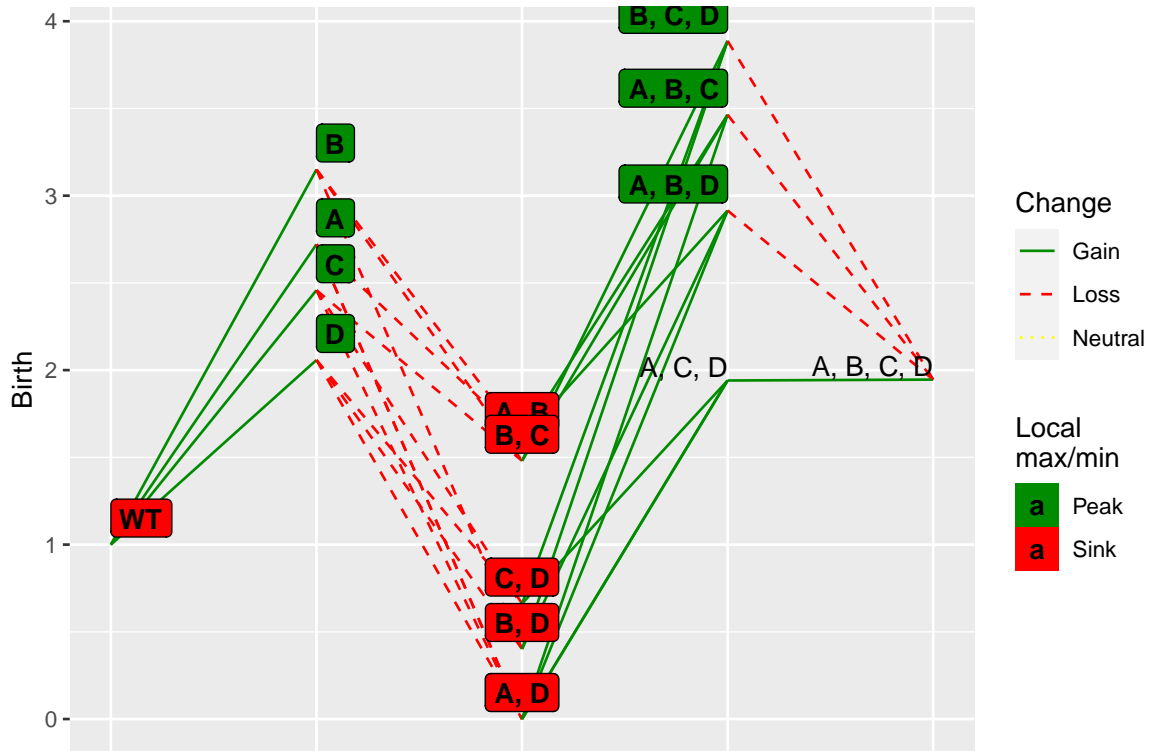 4
3
2
1
0
Birth
WT
B
A
C
D
A, B
B, C
C, D
B, D
A, D
B, C, D
A, B, C
A, B, D
A, C, D
A, B, C, D
Change
Gain
Loss
Neutral
Local
max/min
a Peak
a Sink